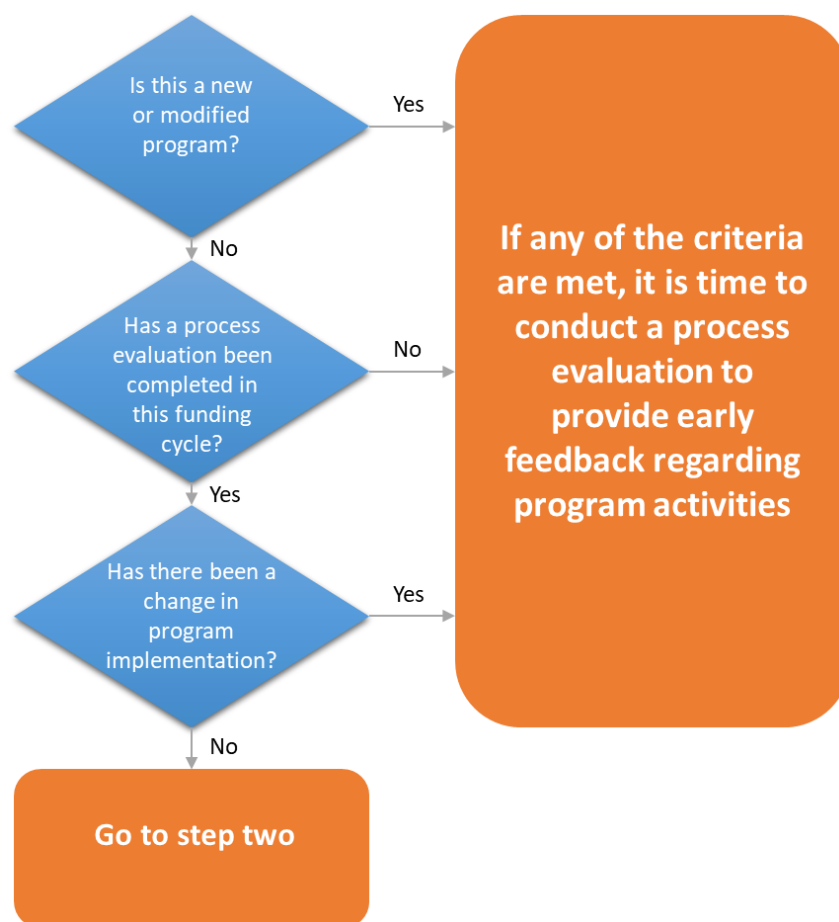 Is this a new
or modified
program?
Yes
No
Has a process
evaluation been
completed in
this funding
cycle?
No
Yes
Has there been a
change in
program
implementation?
Yes
No
Go to step two
If any of the criteria
are met, it is time to
conduct a process
evaluation to
provide early
feedback regarding
program activities